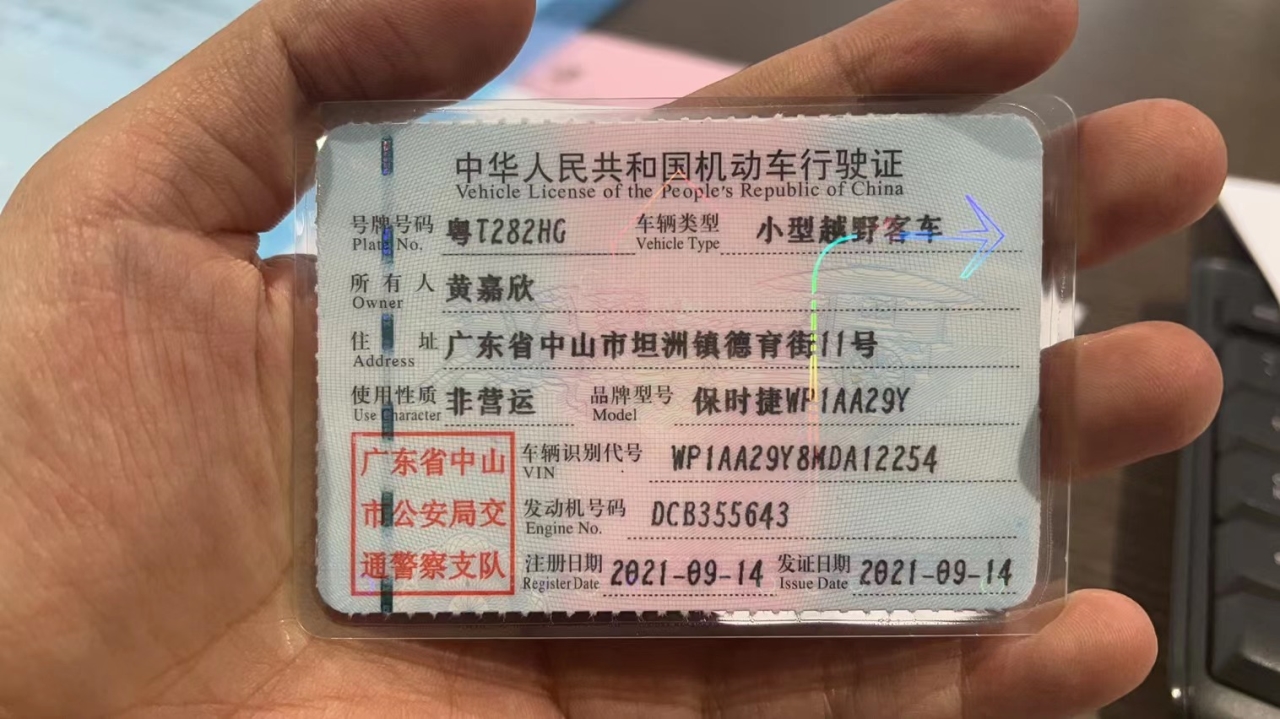 中华人民共和国机动车行驶证
Vehicle License of the People's Republic of China
号牌号码 粤T282HG 车辆类型 小型越野客车
Plate No. Vehicle Type
所有人 黄嘉欣
Owner
住址 广东省中山市坦洲镇德育街11号
Address
使用性质 非营运 品牌型号 保时捷WP1AA29Y
Use Character Model
广东省中山
市公安局交
通警察支队
车辆识别代号 WP1AA29Y8MDA12254
VIN
发动机号码 DCB355643
Engine No.
注册日期 2021-09-14 发证日期 2021-09-14
Register Date Issue Date